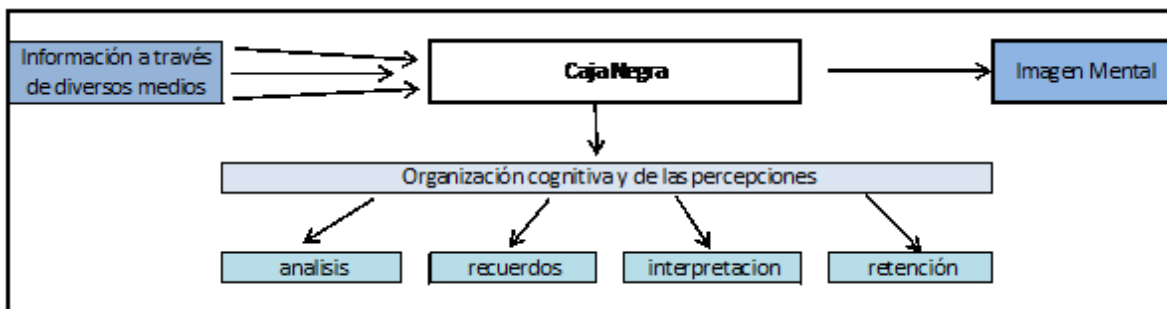 Información a través
de diversos medios
Caja Negra
Imagen Mental
Organización cognitiva y de las percepciones
analisis
recuerdos
interpretacion
retención